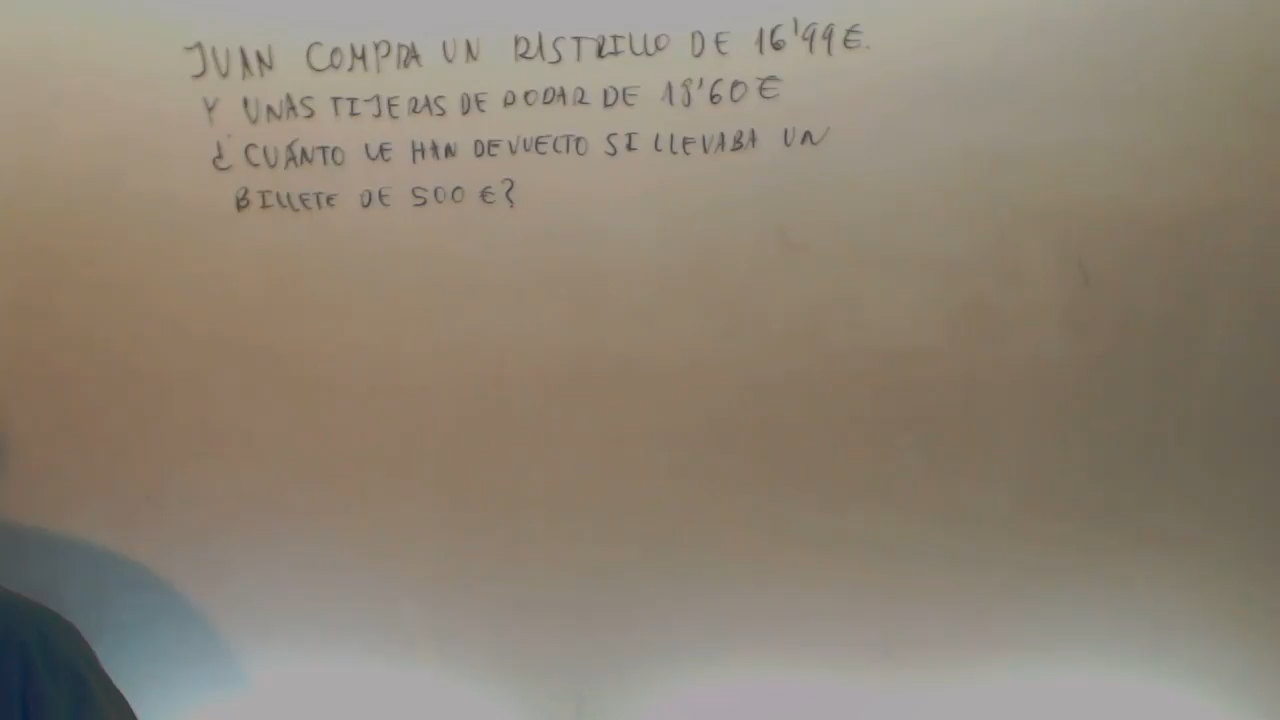 JUAN COMPRA UN RISTRILLO DE 16'99€.
Y UNAS TIJERAS DE PODAR DE 18'60€
¿CUÁNTO LE HAN DEVUELTO SI LLEVABA UN
BILLETE DE 500 €?